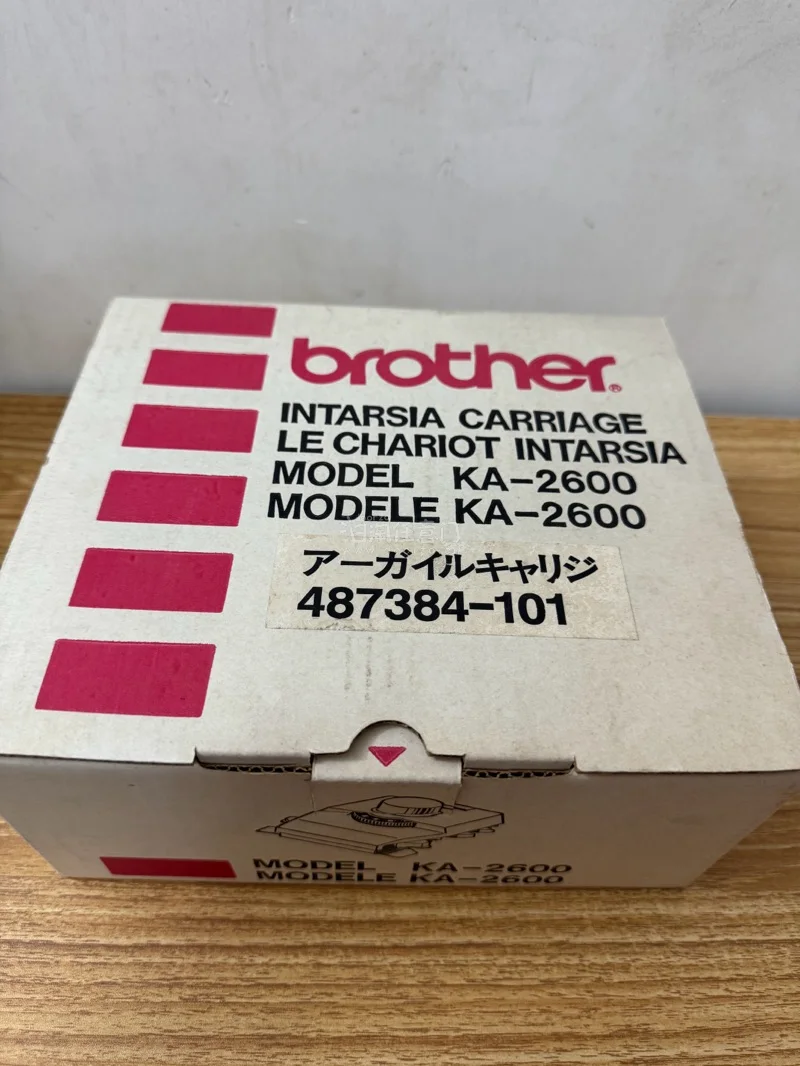 brother®
INTARSIA CARRIAGE
LE CHARIOT INTARSIA
MODEL KA-2600
MODELE KA-2600
アーガイルキャリジ
487384-101
MODEL KA-2600
MODELE KA-2600